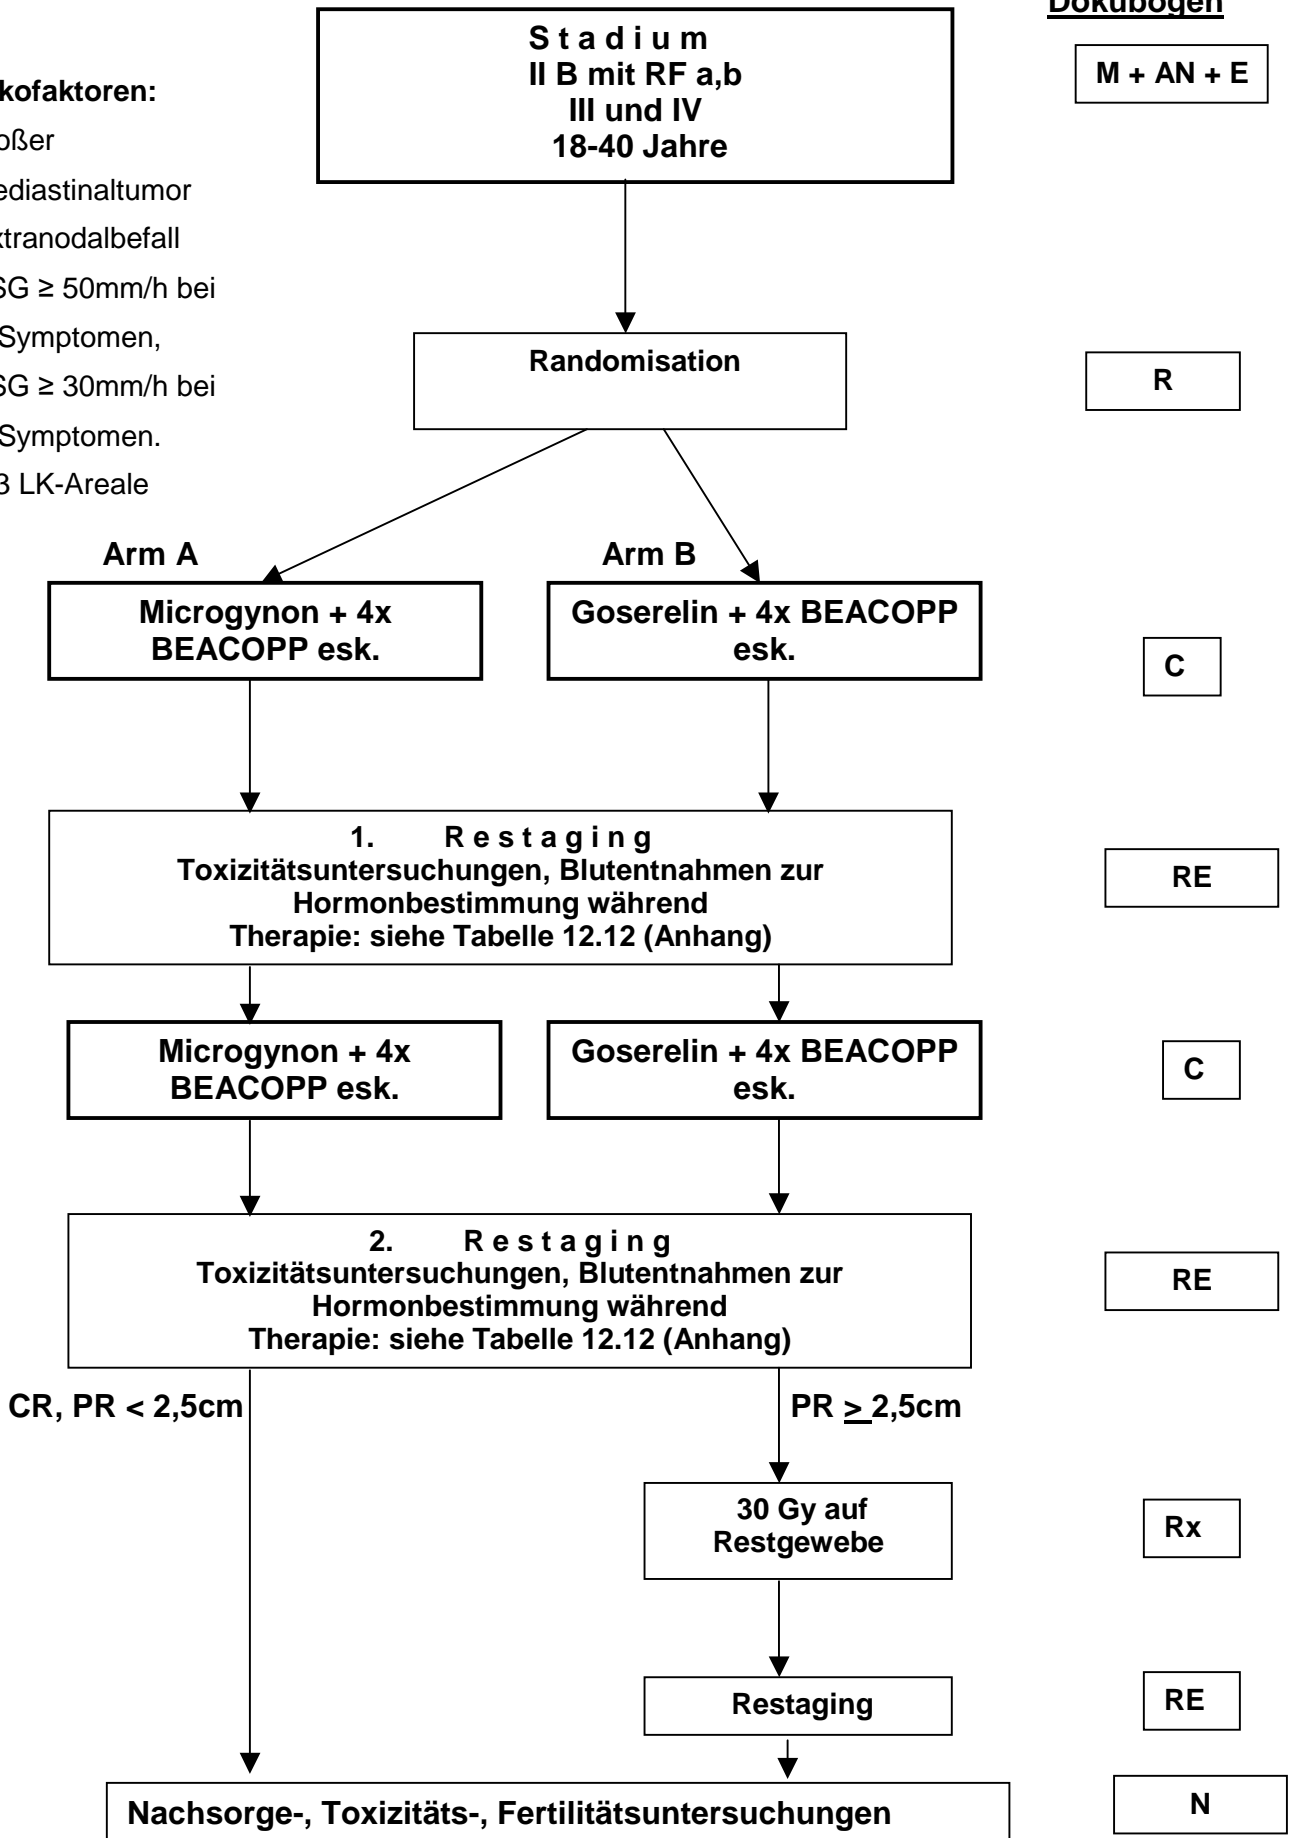 Dokubögen
S t a d i u m
II B mit RF a,b
III und IV
18-40 Jahre
M + AN + E
kofaktoren:
oßer
ediastinaltumor
xtranodalbefall
SG ≥ 50mm/h bei
Symptomen,
SG ≥ 30mm/h bei
Symptomen.
3 LK-Areale
Randomisation
R
Arm A
Arm B
Microgynon + 4x
BEACOPP esk.
Goserelin + 4x BEACOPP
esk.
C
1. R e s t a g i n g
Toxizitätsuntersuchungen, Blutentnahmen zur
Hormonbestimmung während
Therapie: siehe Tabelle 12.12 (Anhang)
RE
Microgynon + 4x
BEACOPP esk.
Goserelin + 4x BEACOPP
esk.
C
2. R e s t a g i n g
Toxizitätsuntersuchungen, Blutentnahmen zur
Hormonbestimmung während
Therapie: siehe Tabelle 12.12 (Anhang)
RE
CR, PR < 2,5cm
PR > 2,5cm
30 Gy auf
Restgewebe
Rx
Restaging
RE
Nachsorge-, Toxizitäts-, Fertilitätsuntersuchungen
N